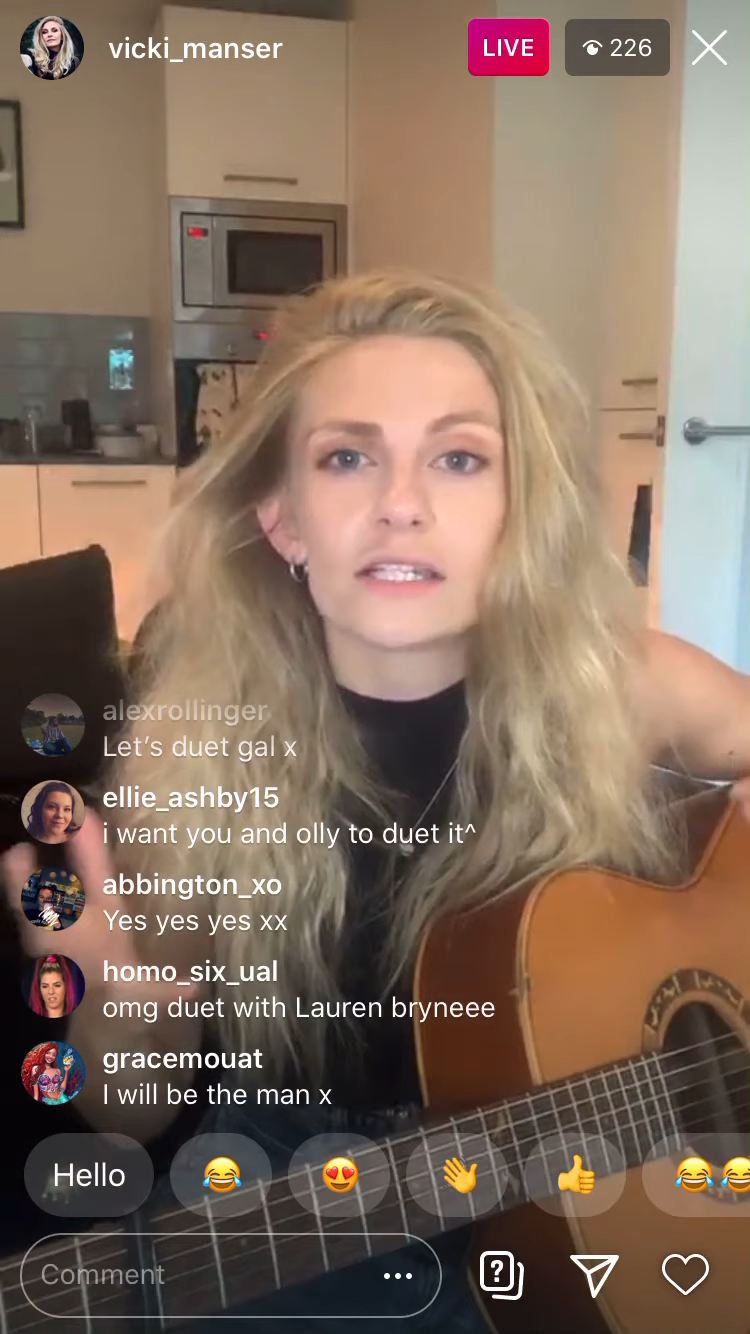 vicki_manser
LIVE
226
alexrollinger
Let’s duet gal x
ellie_ashby15
i want you and olly to duet it^
abbington_xo
Yes yes yes xx
homo_six_ual
omg duet with Lauren bryneee
gracemouat
I will be the man x
Hello
Comment